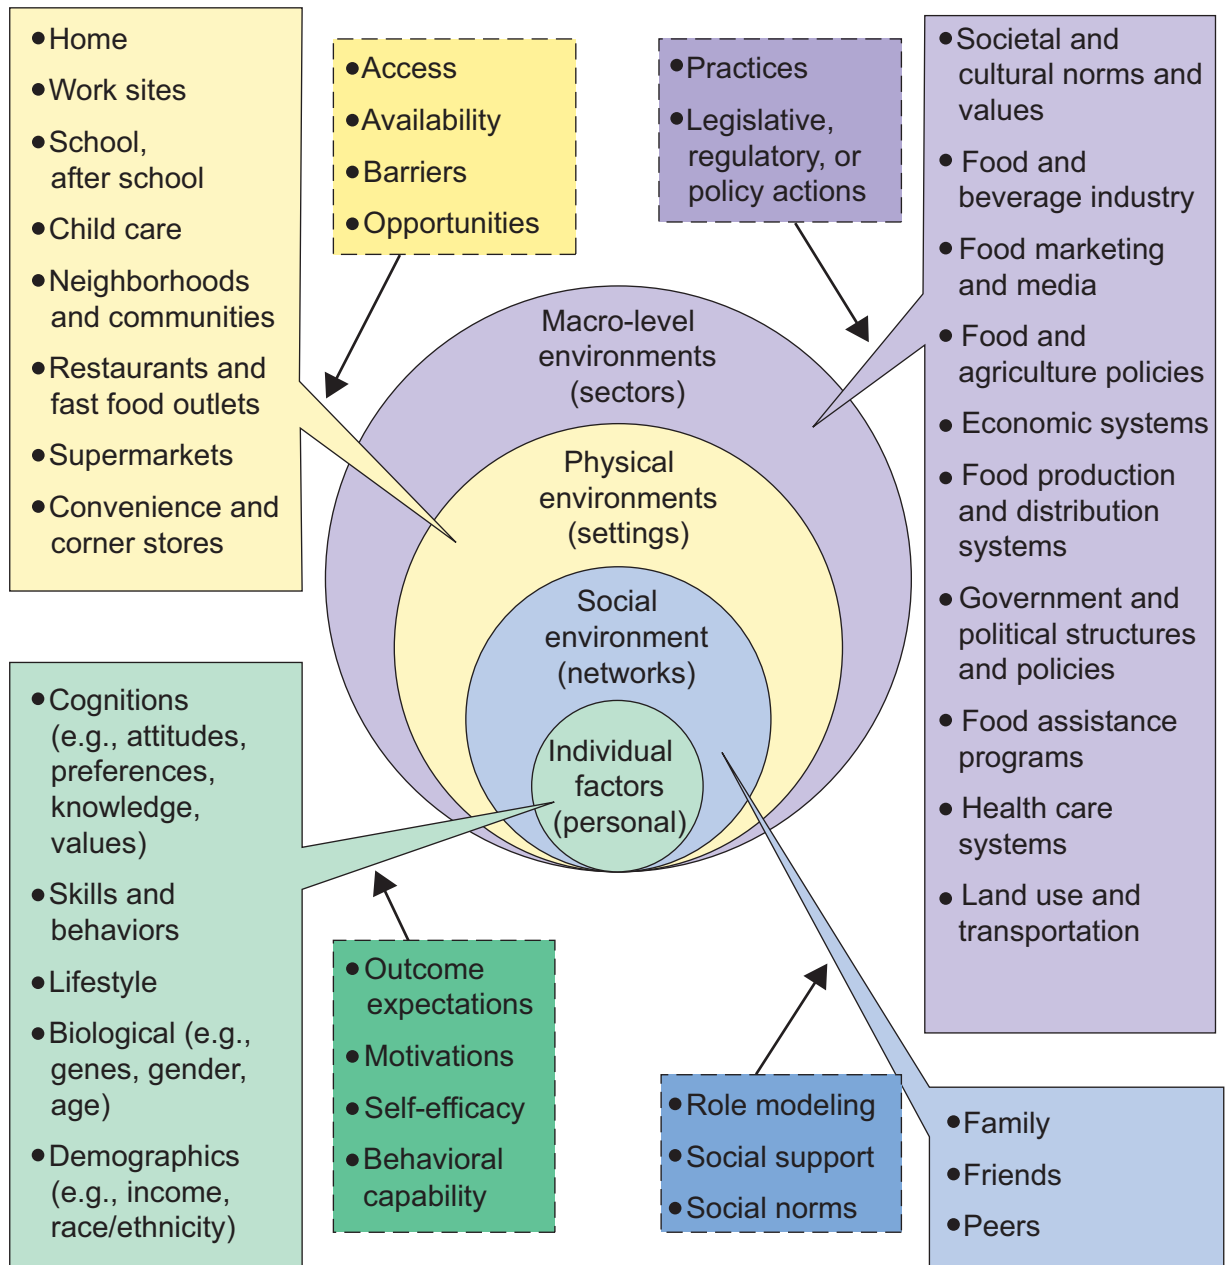 • Home
• Work sites
• School,
after school
• Child care
• Neighborhoods
and communities
• Restaurants and
fast food outlets
• Supermarkets
• Convenience and
corner stores
• Access
• Availability
• Barriers
• Opportunities
• Practices
• Legislative,
regulatory, or
policy actions
• Societal and
cultural norms and
values
• Food and
beverage industry
• Food marketing
and media
• Food and
agriculture policies
• Economic systems
• Food production
and distribution
systems
• Government and
political structures
and policies
• Food assistance
programs
• Health care
systems
• Land use and
transportation
Macro-level
environments
(sectors)
Physical
environments
(settings)
Social
environment
(networks)
Individual
factors
(personal)
• Cognitions
(e.g., attitudes,
preferences,
knowledge,
values)
• Skills and
behaviors
• Lifestyle
• Biological (e.g.,
genes, gender,
age)
• Demographics
(e.g., income,
race/ethnicity)
• Outcome
expectations
• Motivations
• Self-efficacy
• Behavioral
capability
• Role modeling
• Social support
• Social norms
• Family
• Friends
• Peers